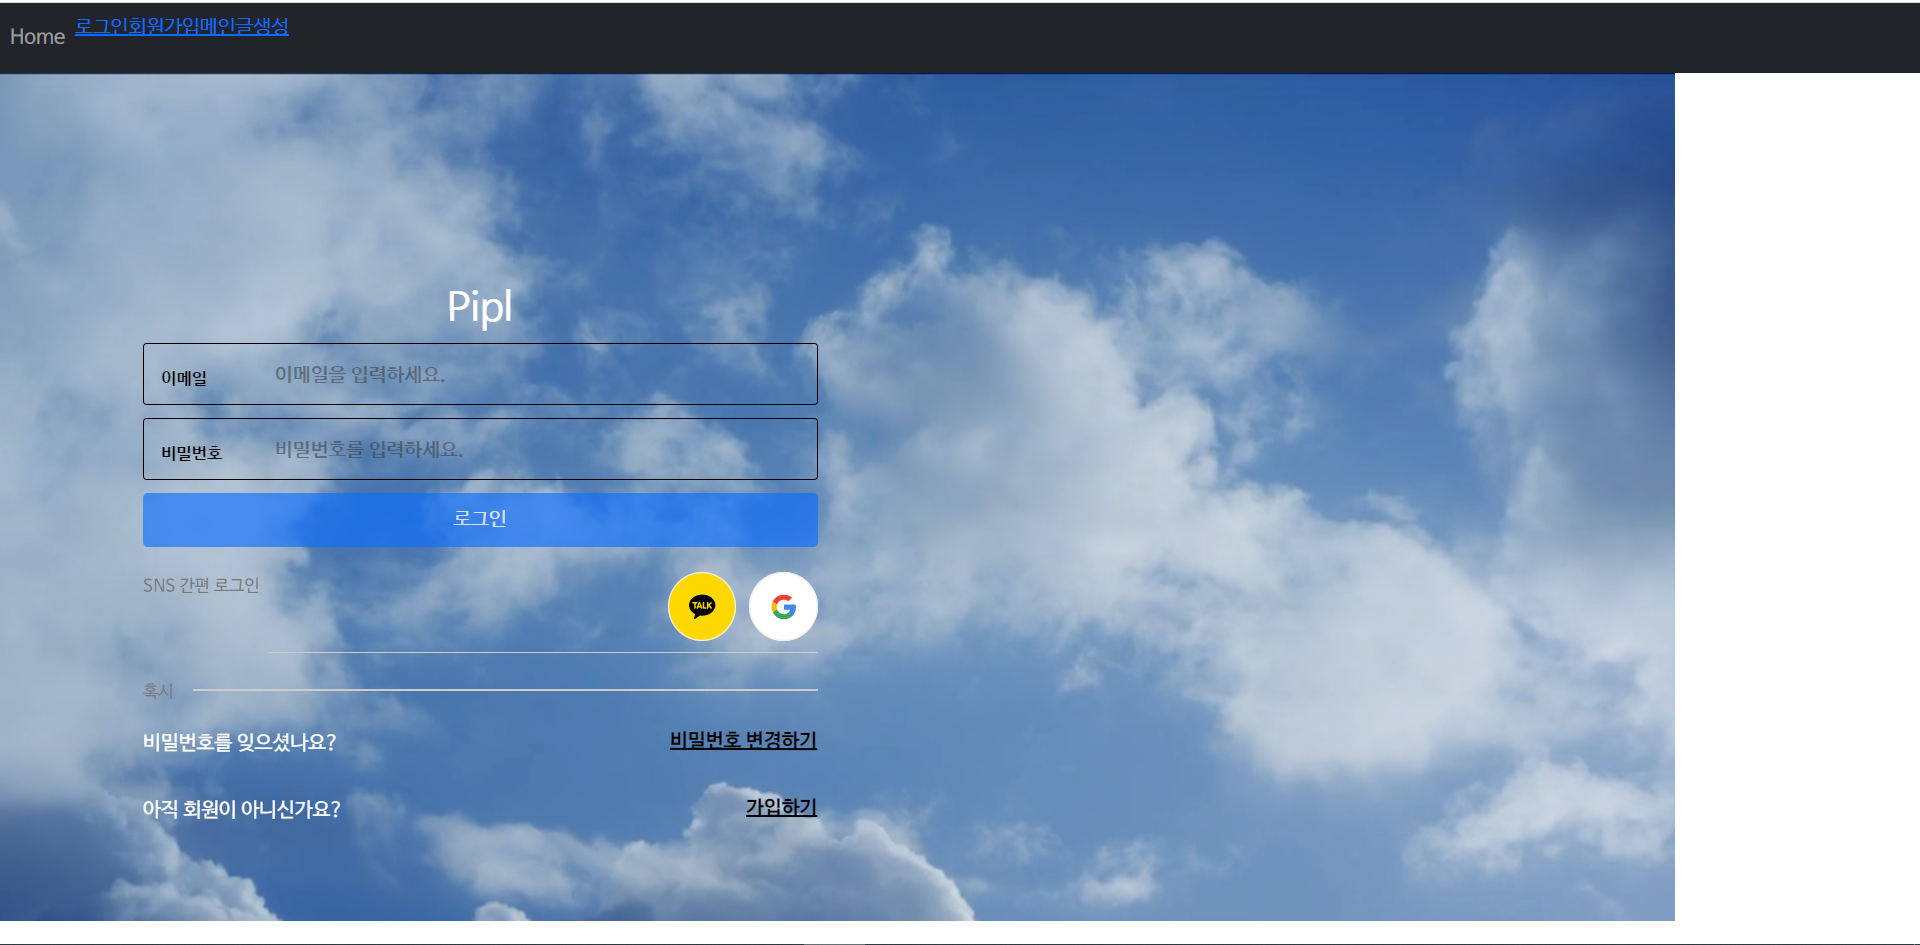 Home 로그인회원가입메인글생성
Pipl
이메일 이메일을 입력하세요.
비밀번호 비밀번호를 입력하세요.
로그인
SNS 간편 로그인
TALK G
혹시
비밀번호를 잊으셨나요? 비밀번호 변경하기
아직 회원이 아니신가요? 가입하기